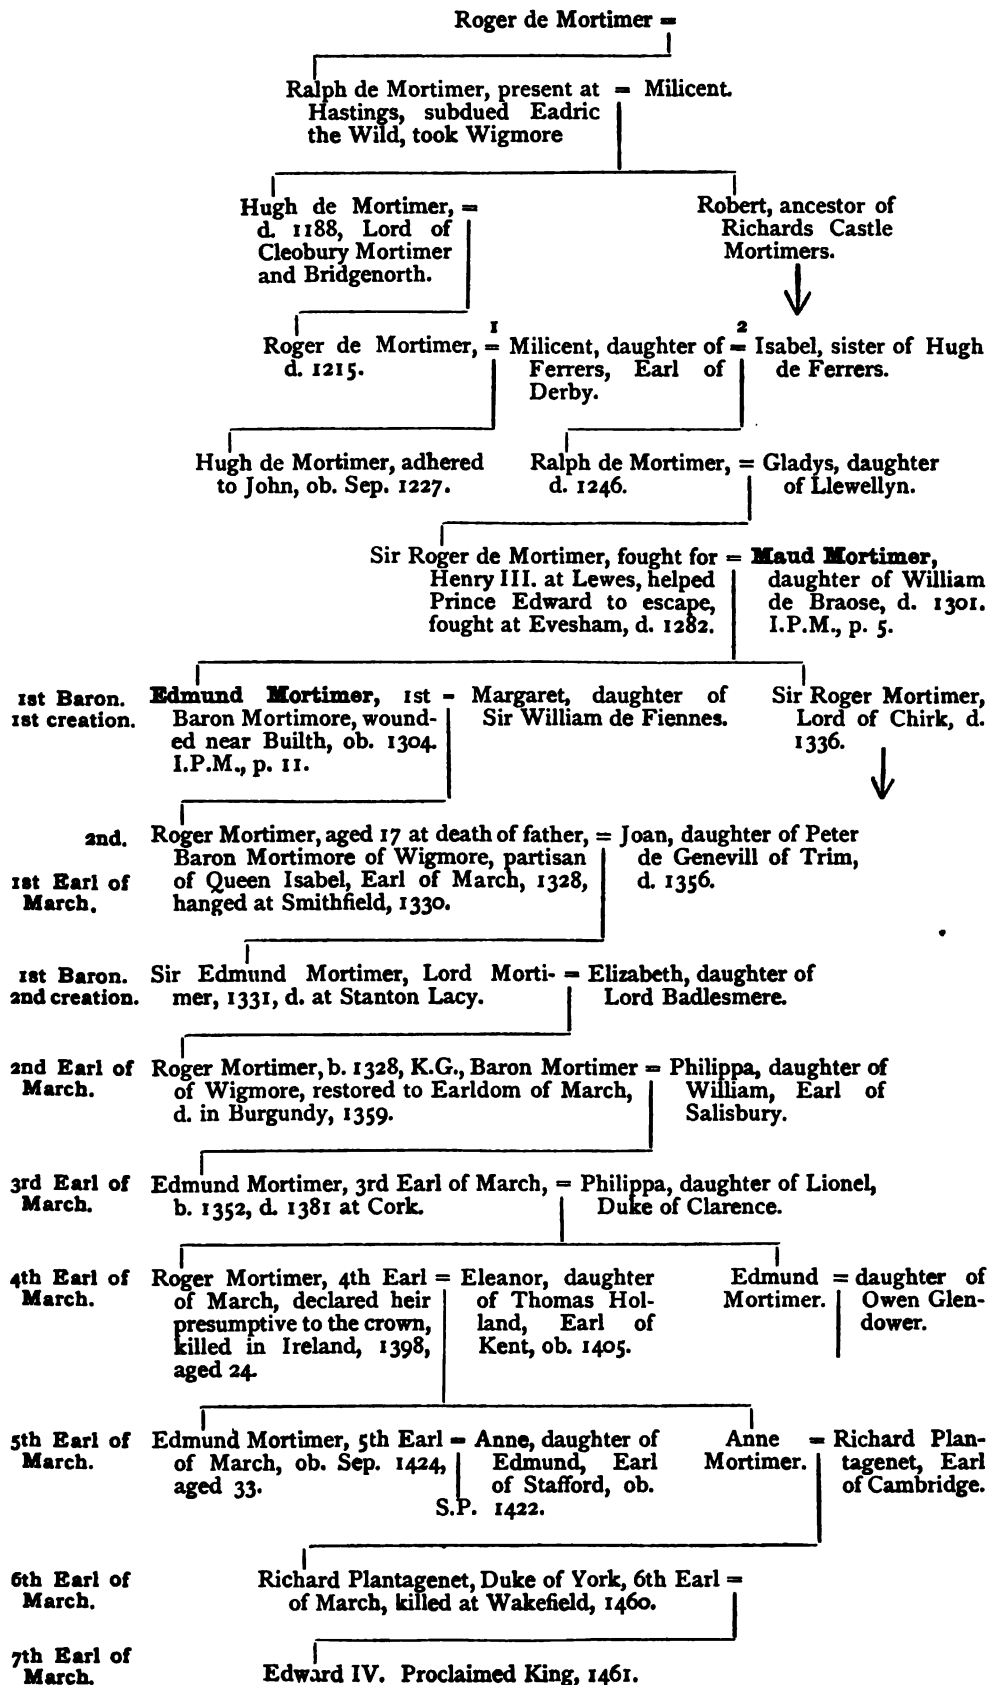 Roger de Mortimer =
Ralph de Mortimer, present at = Milicent.
Hastings, subdued Eadric
the Wild, took Wigmore
Hugh de Mortimer, =
d. 1188, Lord of
Cleobury Mortimer
and Bridgenorth.
Robert, ancestor of
Richards Castle
Mortimers.
1 2
Roger de Mortimer, = Milicent, daughter of = Isabel, sister of Hugh
d. 1215.
Ferrers, Earl of
Derby.
de Ferrers.
Hugh de Mortimer, adhered
to John, ob. Sep. 1227.
Ralph de Mortimer, = Gladys, daughter
d. 1246.
of Llewellyn.
Sir Roger de Mortimer, fought for = Maud Mortimer,
Henry III. at Lewes, helped
Prince Edward to escape,
fought at Evesham, d. 1282.
daughter of William
de Braose, d. 1301.
I.P.M., p. 5.
1st Baron.
1st creation.
Edmund Mortimer, 1st = Margaret, daughter of
Baron Mortimore, wound-
ed near Builth, ob. 1304.
I.P.M., p. 11.
Sir William de Fiennes.
Sir Roger Mortimer,
Lord of Chirk, d.
1336.
2nd.
1st Earl of
March.
Roger Mortimer, aged 17 at death of father, = Joan, daughter of Peter
Baron Mortimore of Wigmore, partisan
of Queen Isabel, Earl of March, 1328,
hanged at Smithfield, 1330.
de Genevill of Trim,
d. 1356.
1st Baron.
2nd creation.
Sir Edmund Mortimer, Lord Morti- = Elizabeth, daughter of
mer, 1331, d. at Stanton Lacy.
Lord Badlesmere.
2nd Earl of
March.
Roger Mortimer, b. 1328, K.G., Baron Mortimer = Philippa, daughter of
of Wigmore, restored to Earldom of March,
d. in Burgundy, 1359.
William, Earl of
Salisbury.
3rd Earl of
March.
Edmund Mortimer, 3rd Earl of March, = Philippa, daughter of Lionel,
b. 1352, d. 1381 at Cork.
Duke of Clarence.
4th Earl of
March.
Roger Mortimer, 4th Earl = Eleanor, daughter
of March, declared heir
presumptive to the crown,
killed in Ireland, 1398,
aged 24.
of Thomas Hol-
land, Earl of
Kent, ob. 1405.
Edmund = daughter of
Mortimer.
Owen Glen-
dower.
5th Earl of
March.
Edmund Mortimer, 5th Earl = Anne, daughter of
of March, ob. Sep. 1424,
aged 33.
Edmund, Earl
of Stafford, ob.
S.P. 1422.
Anne = Richard Plan-
Mortimer.
tagenet, Earl
of Cambridge.
6th Earl of
March.
Richard Plantagenet, Duke of York, 6th Earl =
of March, killed at Wakefield, 1460.
7th Earl of
March.
Edward IV. Proclaimed King, 1461.